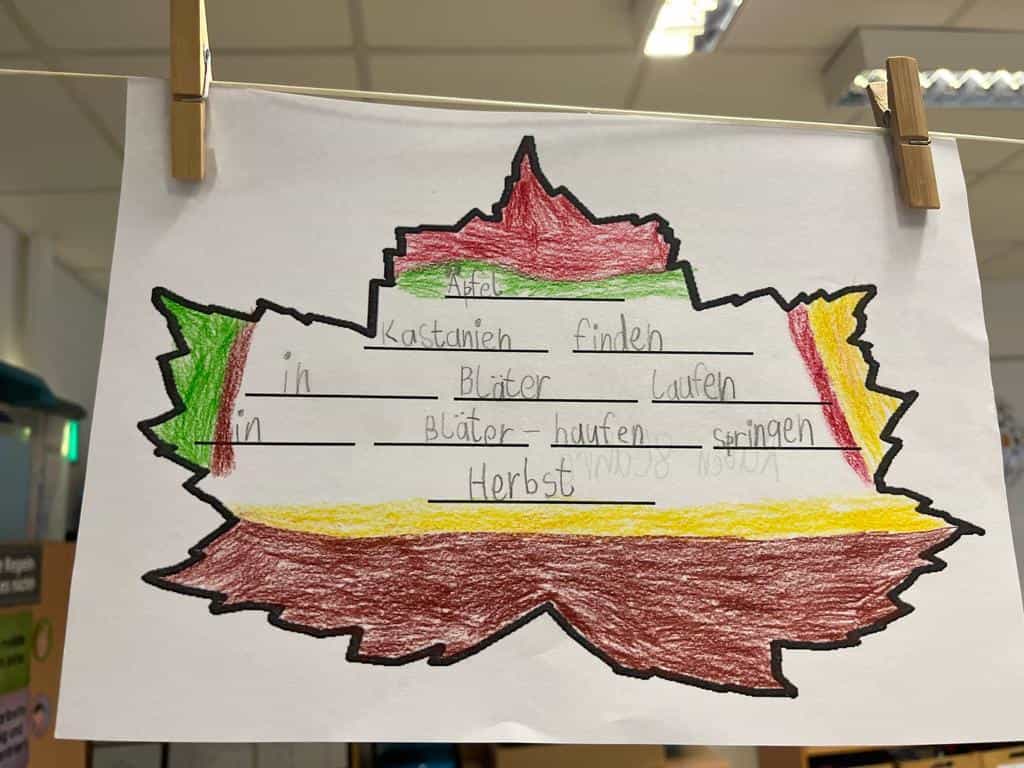 Äpfel
Kastanien finden
in Bläter laufen
in Bläter - haufen springen
Herbst